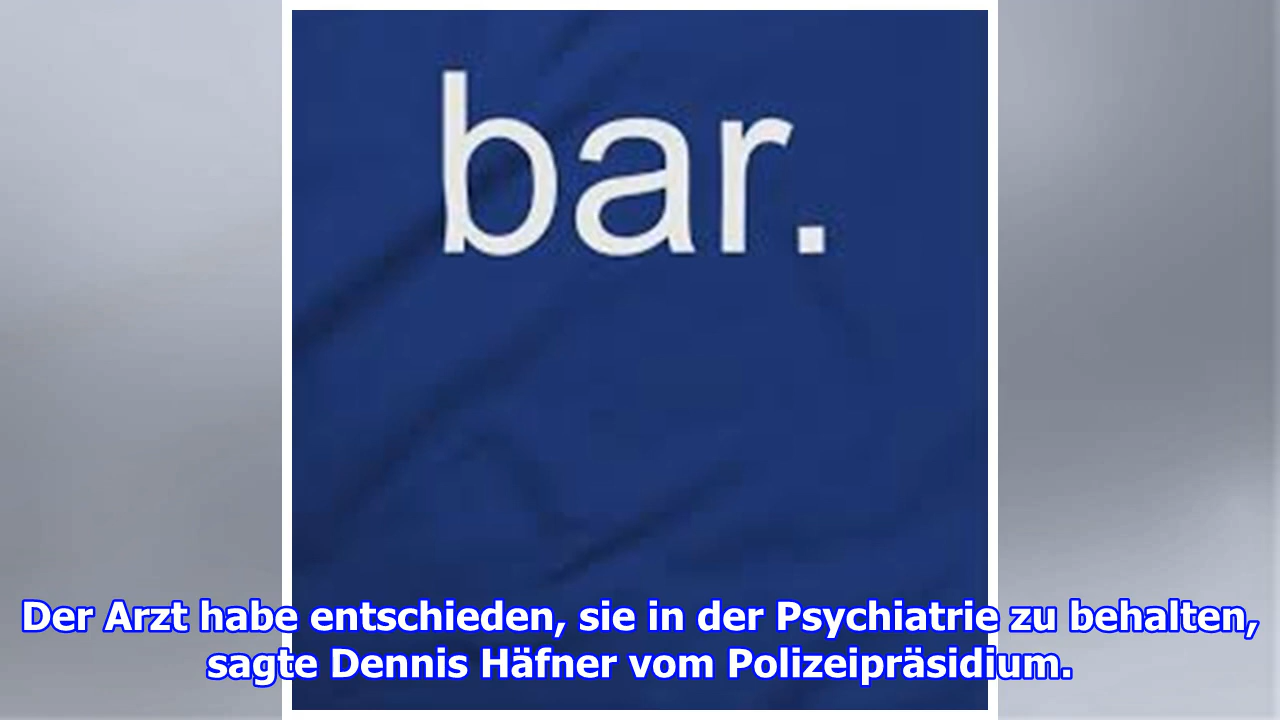 bar.
Der Arzt habe entschieden, sie in der Psychiatrie zu behalten,
sagte Dennis Häfner vom Polizeipräsidium.